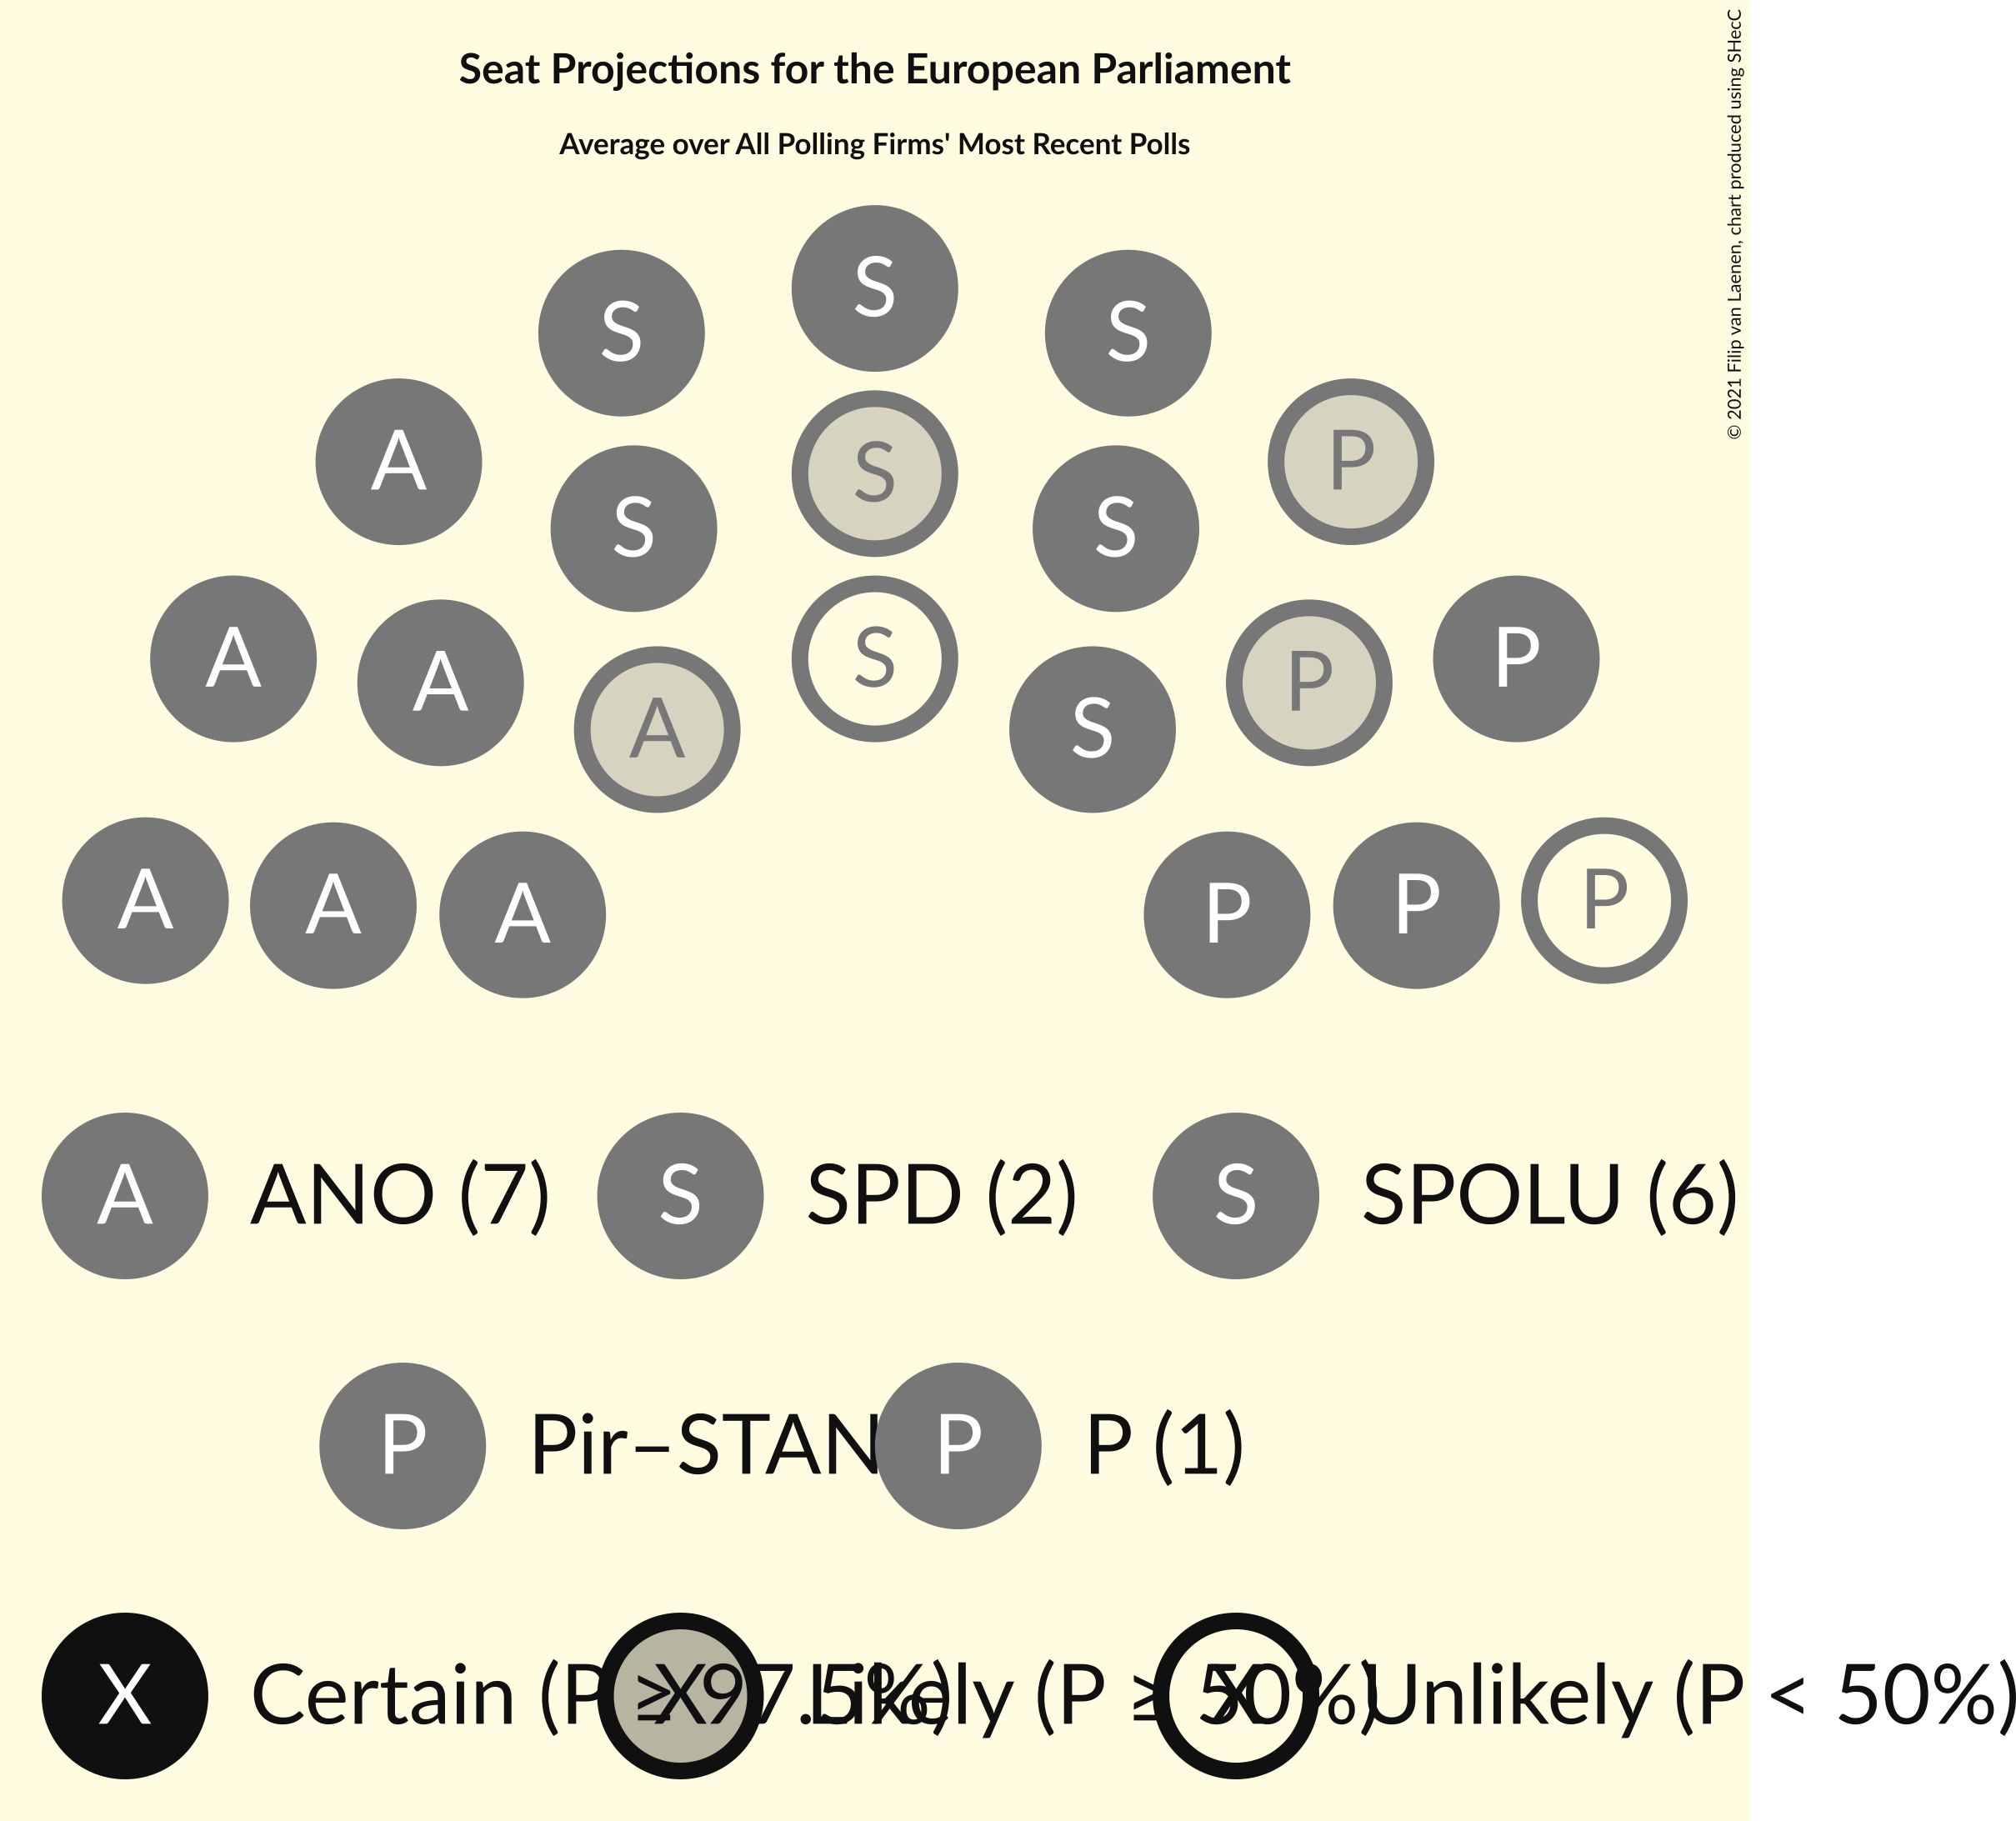 Seat Projections for the European Parliament
Average over All Polling Firms' Most Recent Polls
© 2021 Filip van Laenen, chart produced using SHecC
S
S S
A S P
S S
A S P
A P
A S
A A A P P P
A ANO (7) S SPD (2) S SPOLU (6)
P Pir–STAN P P (1)
X Certain (P ≥ 97.5%) X Likely (P ≥ 50%) X Unlikely (P < 50%)